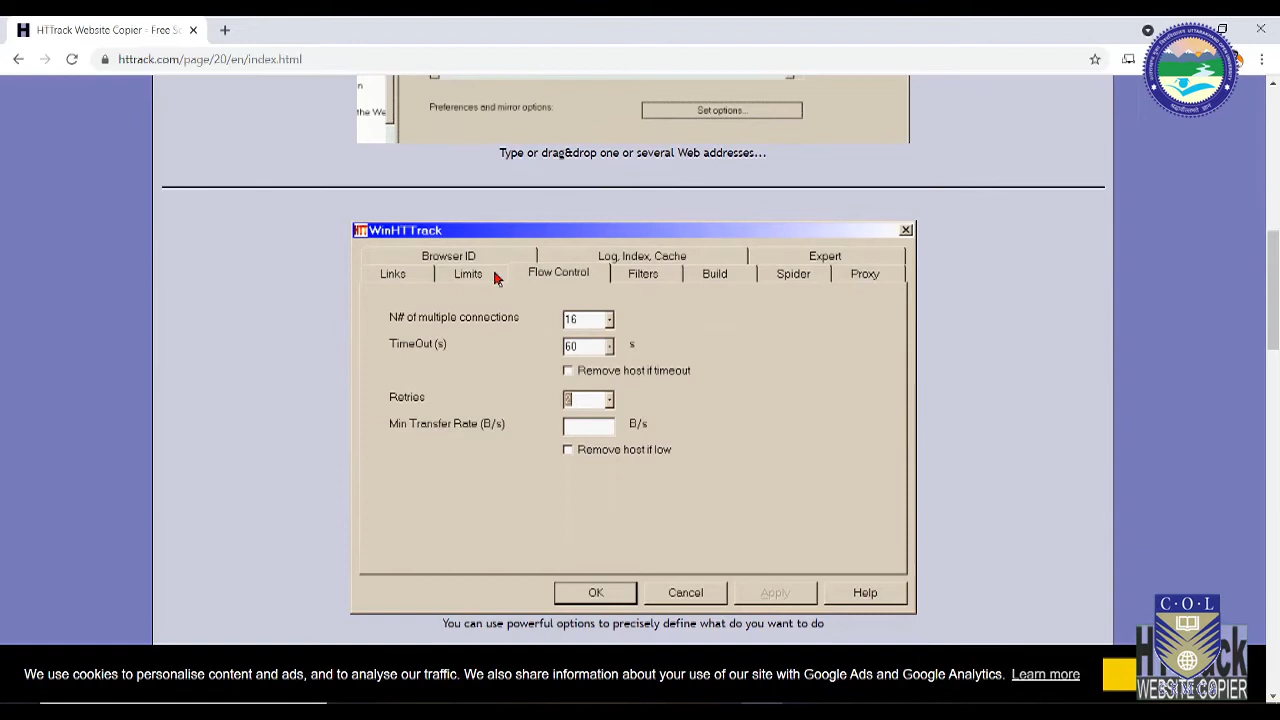 HTTrack Website Copier - Free So
httrack.com/page/20/en/index.html
n
the We
Preferences and mirror options:
Set options...
Type or drag&drop one or several Web addresses...
WinHTTrack
Browser ID
Log, Index, Cache
Expert
Links
Limits
Flow Control
Filters
Build
Spider
Proxy
N# of multiple connections
16
TimeOut (s)
60
s
Remove host if timeout
Retries
Min Transfer Rate (B/s)
B/s
Remove host if low
OK
Cancel
Apply
Help
You can use powerful options to precisely define what do you want to do
We use cookies to personalise content and ads, and to analyse our traffic. We also share information about your use of our site with Google Ads and Google Analytics. Learn more
C·O·L
WEBSITE COPIER